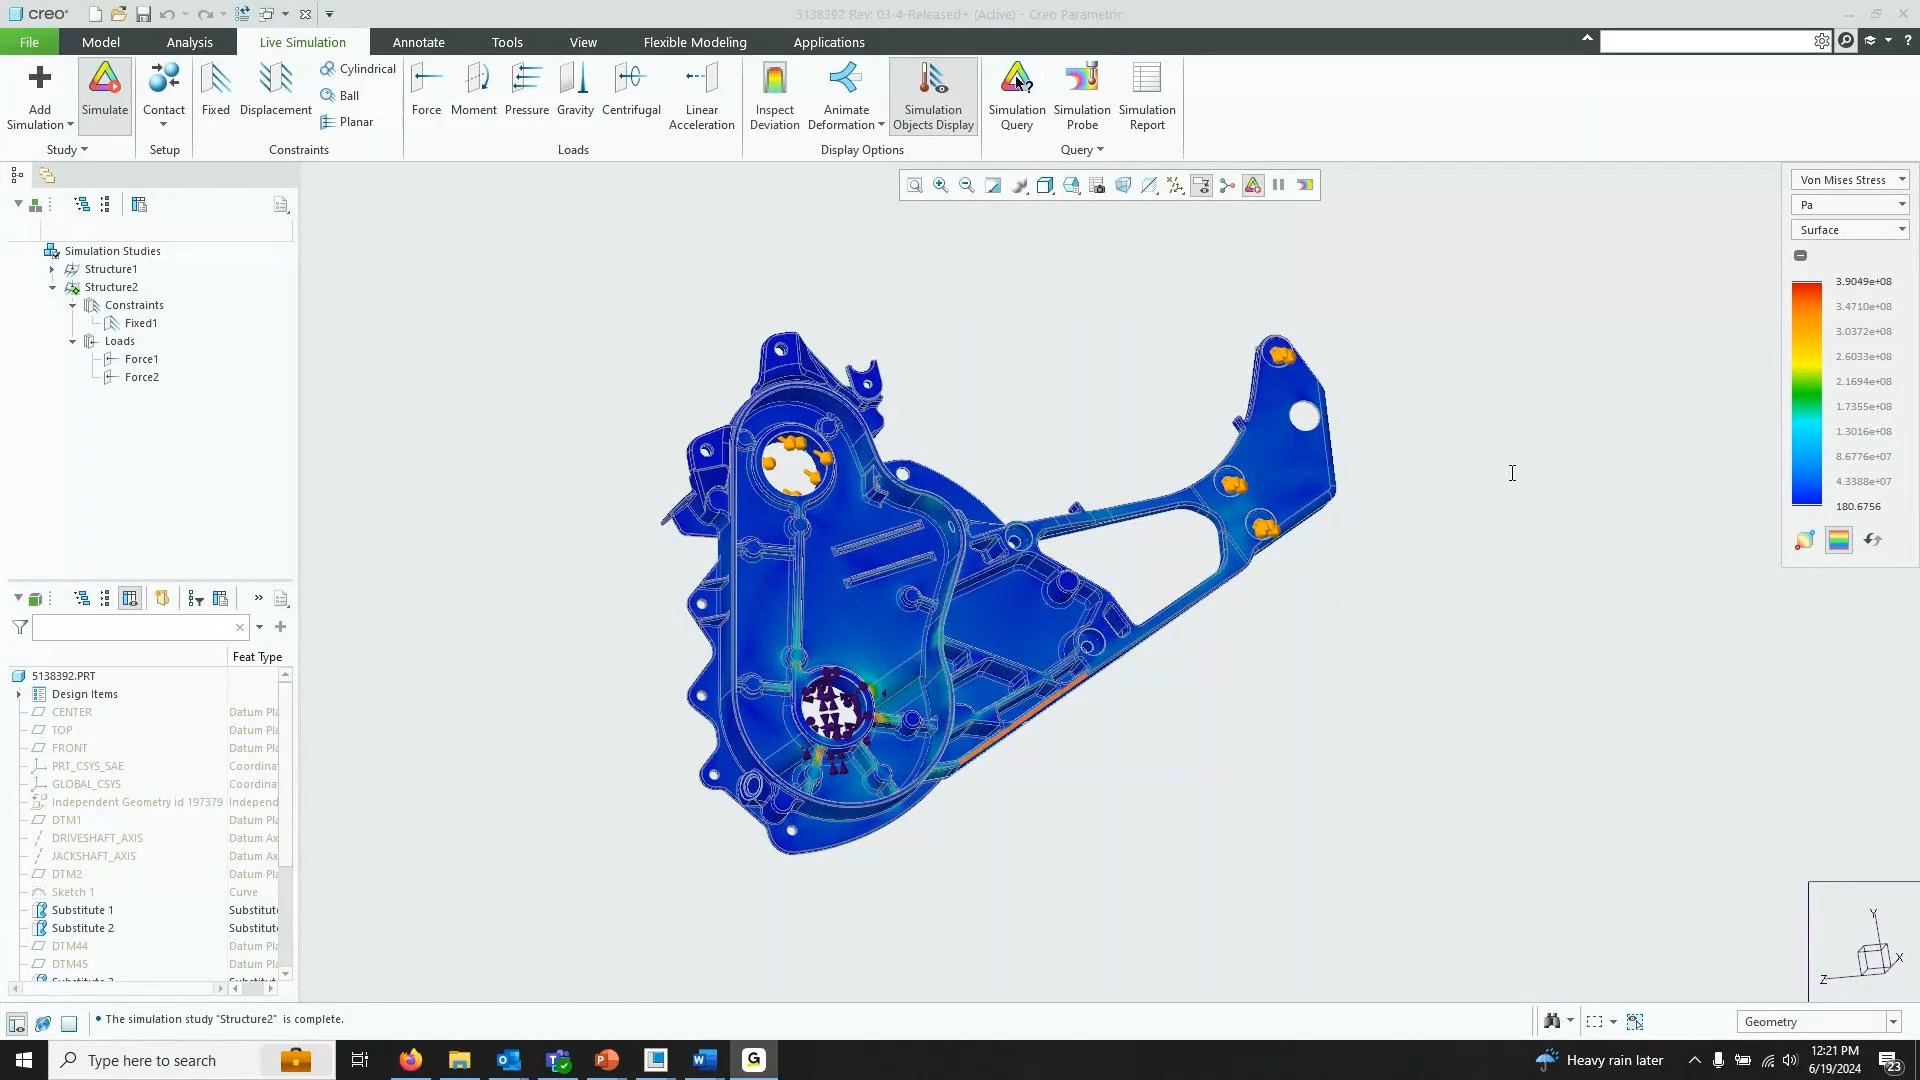 creo®
5138392 Rev: 03-4-Released+ (Active) - Creo Parametric
File
Model
Analysis
Live Simulation
Annotate
Tools
View
Flexible Modeling
Applications
Add Simulation
Simulate
Study
Contact
Setup
Fixed
Displacement
Cylindrical
Ball
Planar
Constraints
Force
Moment
Pressure
Gravity
Centrifugal
Linear Acceleration
Loads
Inspect Deviation
Animate Deformation
Simulation Objects Display
Display Options
Simulation Query
Simulation Probe
Simulation Report
Query
Simulation Studies
Structure1
Structure2
Constraints
Fixed1
Loads
Force1
Force2
Von Mises Stress
Pa
Surface
3.9049e+08
3.4710e+08
3.0372e+08
2.6033e+08
2.1694e+08
1.7355e+08
1.3016e+08
8.6776e+07
4.3388e+07
180.6756
Feat Type
5138392.PRT
Design Items
CENTER Datum Pla
TOP Datum Pla
FRONT Datum Pla
PRT_CSYS_SAE Coordina
GLOBAL_CSYS Coordina
Independent Geometry id 197379 Independ
DTM1 Datum Pla
DRIVESHAFT_AXIS Datum Ax
JACKSHAFT_AXIS Datum Ax
DTM2 Datum Pla
Sketch 1 Curve
Substitute 1 Substitut
Substitute 2 Substitut
DTM44 Datum Pla
DTM45 Datum Pla
Y
X
Z
• The simulation study "Structure2" is complete.
Geometry
Type here to search
Heavy rain later
12:21 PM
6/19/2024
23